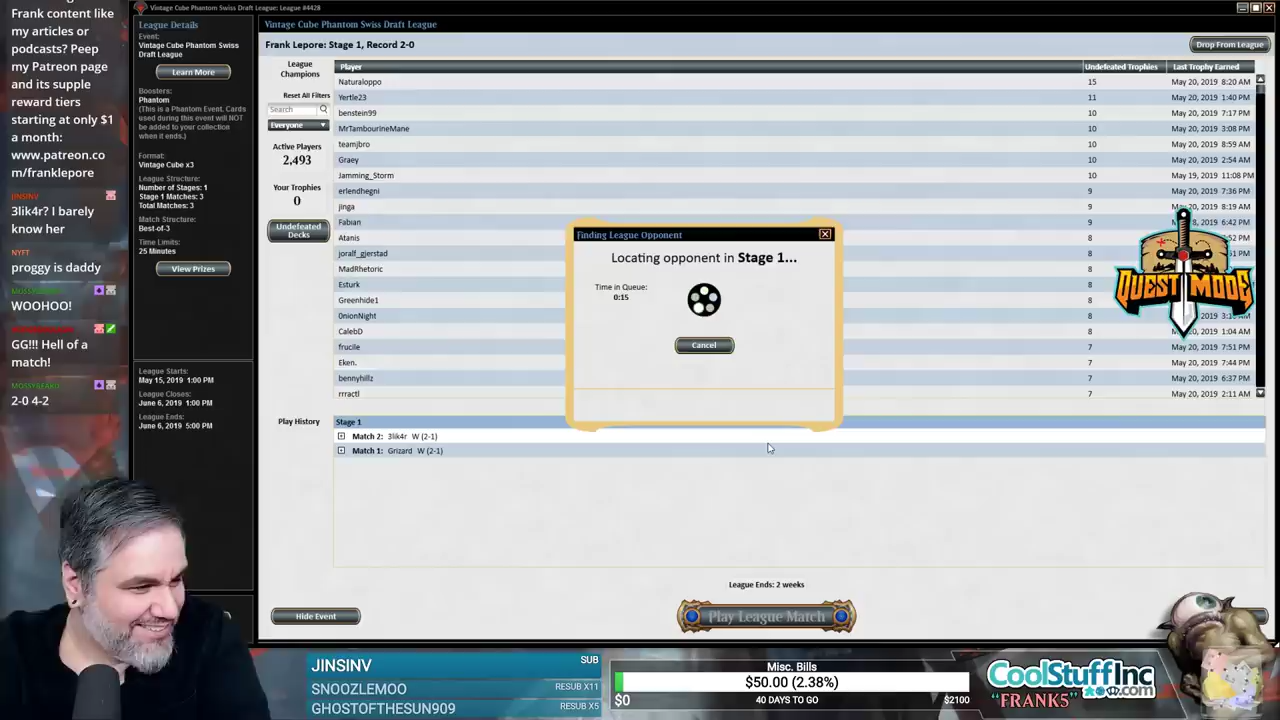 Frank content like
my articles or
podcasts? Peep
my Patreon page
and its supple
reward tiers
starting at only $1
a month:
www.patreon.co
m/franklepore
JINSINV
3lik4r? I barely
know her
NYFT
proggy is daddy
WOOHOO!
GG!!! Hell of a
match!
2-0 4-2
Vintage Cube Phantom Swiss Draft League: League #4428
League Details
Event:
Vintage Cube Phantom Swiss
Draft League
Learn More
Boosters:
Phantom
(This is a Phantom Event. Cards
used during this event will NOT
be added to your collection
when it ends.)
Format:
Vintage Cube x3
League Structure:
Number of Stages: 1
Stage 1 Matches: 3
Total Matches: 3
Match Structure:
Best-of-3
Time Limits:
25 Minutes
View Prizes
League Starts:
May 15, 2019 1:00 PM
League Closes:
June 6, 2019 1:00 PM
League Ends:
June 6, 2019 5:00 PM
Vintage Cube Phantom Swiss Draft League
Frank Lepore: Stage 1, Record 2-0
Drop From League
League
Champions
Reset All Filters
Search
Everyone
Active Players
2,493
Your Trophies
0
Undefeated
Decks
Player Undefeated Trophies Last Trophy Earned
Naturaloppo 15 May 20, 2019 8:20 AM
Yertle23 11 May 20, 2019 1:40 PM
benstein99 10 May 20, 2019 7:17 PM
MrTambourineMane 10 May 20, 2019 3:08 PM
teamjbro 10 May 20, 2019 8:59 AM
Graey 10 May 20, 2019 2:54 AM
Jamming_Storm 10 May 19, 2019 11:08 PM
erlendhegni 9 May 20, 2019 7:36 PM
jinga 9 May 20, 2019 8:19 AM
Fabian 9 6:42 PM
Atanis 8
joralf_gjerstad 8
MadRhetoric 8
Esturk 8
Greenhide1 8
0nionNight 8
CalebD 8 May 20, 2019 1:04 AM
frucile 7 May 20, 2019 7:51 PM
Eken. 7 May 20, 2019 7:44 PM
bennyhillz 7 May 20, 2019 6:37 PM
rrractl 7 May 20, 2019 2:11 AM
Finding League Opponent
Locating opponent in Stage 1...
Time in Queue:
0:15
Cancel
QUEST MODE
Play History
Stage 1
Match 2: 3lik4r W (2-1)
Match 1: Grizard W (2-1)
League Ends: 2 weeks
Hide Event
Play League Match
JINSINV SUB
SNOOZLEMOO RESUB X11
GHOSTOFTHESUN909 RESUB X5
Misc. Bills
$50.00 (2.38%)
$0 40 DAYS TO GO $2100
CoolStuffInc
.com
"FRANKS"